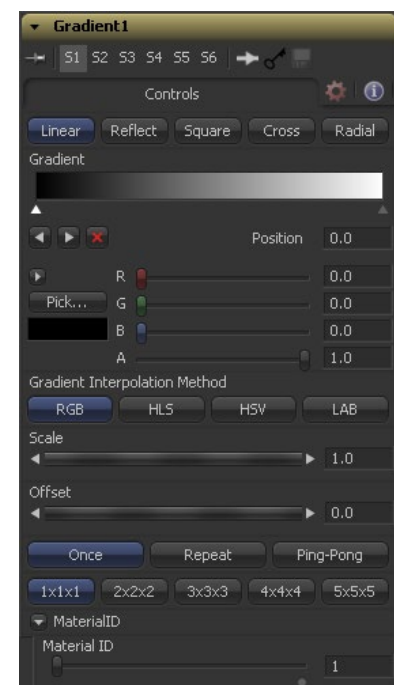 Gradient1
S1 S2 S3 S4 S5 S6
Controls
Linear Reflect Square Cross Radial
Gradient
Position 0.0
R 0.0
Pick... G 0.0
B 0.0
A 1.0
Gradient Interpolation Method
RGB HLS HSV LAB
Scale
1.0
Offset
0.0
Once Repeat Ping-Pong
1x1x1 2x2x2 3x3x3 4x4x4 5x5x5
MaterialID
Material ID
1